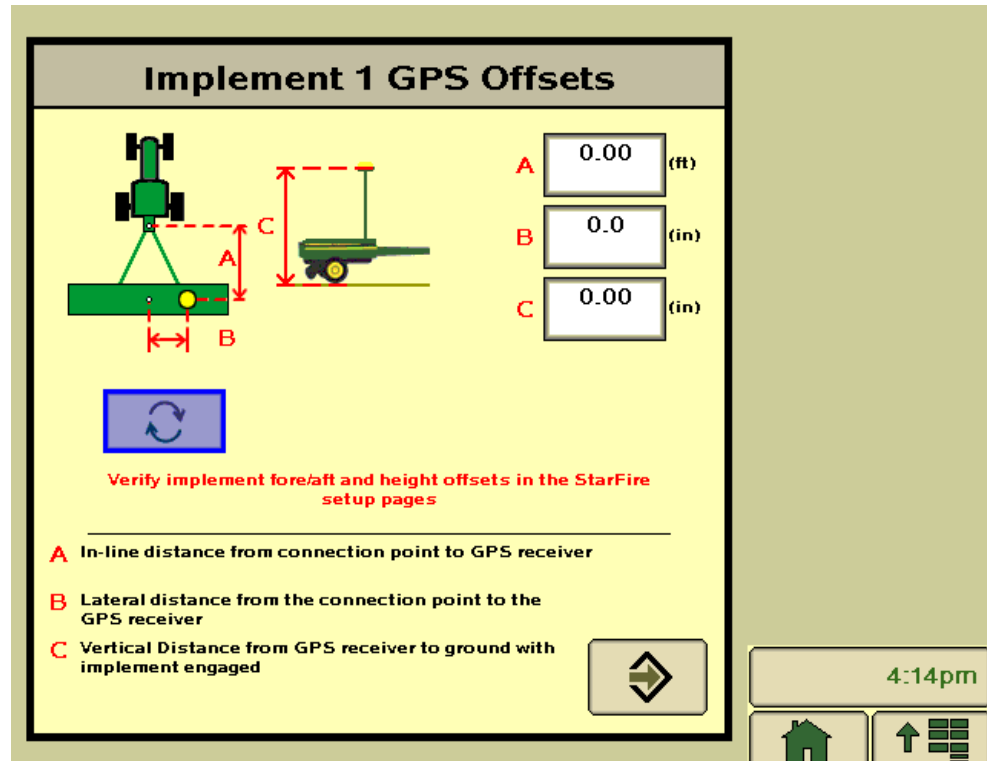 Implement 1 GPS Offsets
A
B
C
A 0.00 (ft)
B 0.0 (in)
C 0.00 (in)
Verify implement fore/aft and height offsets in the StarFire
setup pages
A In-line distance from connection point to GPS receiver
B Lateral distance from the connection point to the
GPS receiver
C Vertical Distance from GPS receiver to ground with
implement engaged
4:14pm